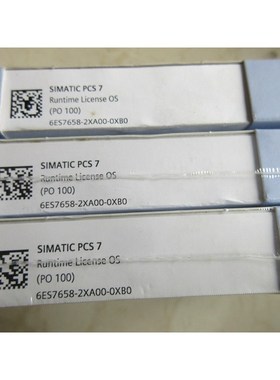 SIMATIC PCS 7
Runtime License OS
(PO 100)
6ES7658-2XA00-0XB0
SIMATIC PCS 7
Runtime License OS
(PO 100)
6ES7658-2XA00-0XB0
SIMATIC PCS 7
Runtime License OS
(PO 100)
6ES7658-2XA00-0XB0